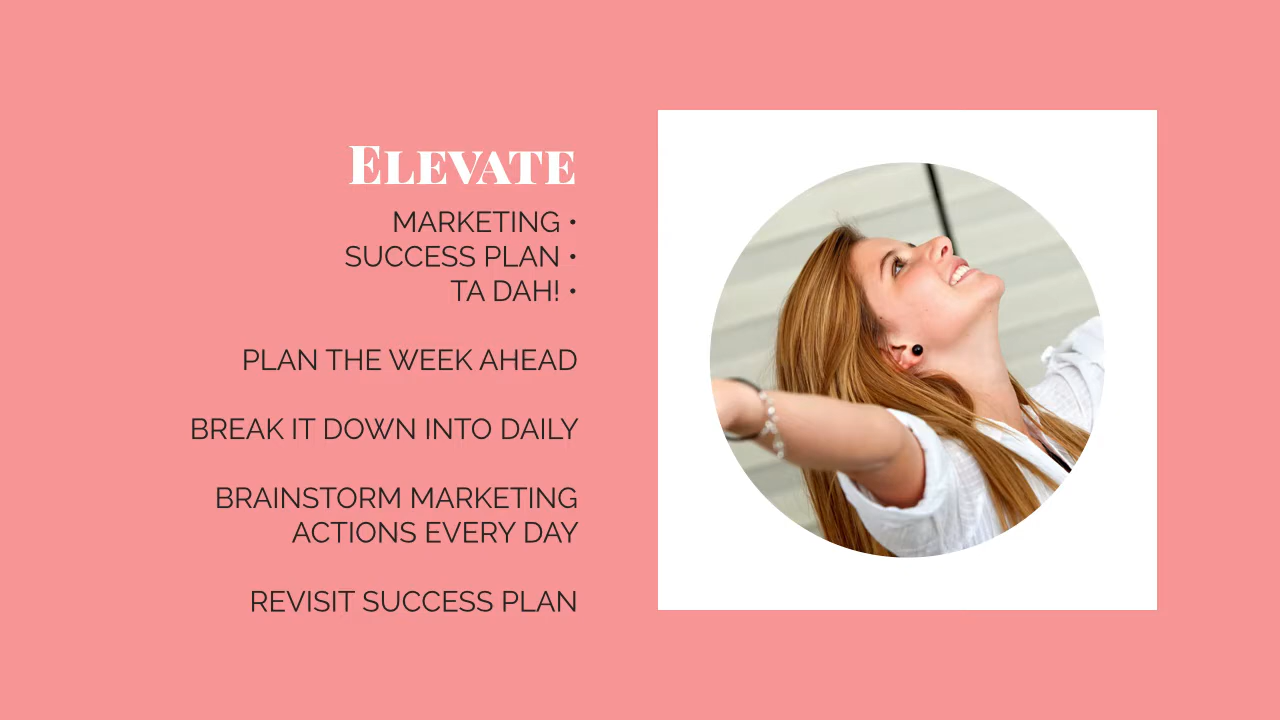 ELEVATE
MARKETING •
SUCCESS PLAN •
TA DAH! •
PLAN THE WEEK AHEAD
BREAK IT DOWN INTO DAILY
BRAINSTORM MARKETING
ACTIONS EVERY DAY
REVISIT SUCCESS PLAN